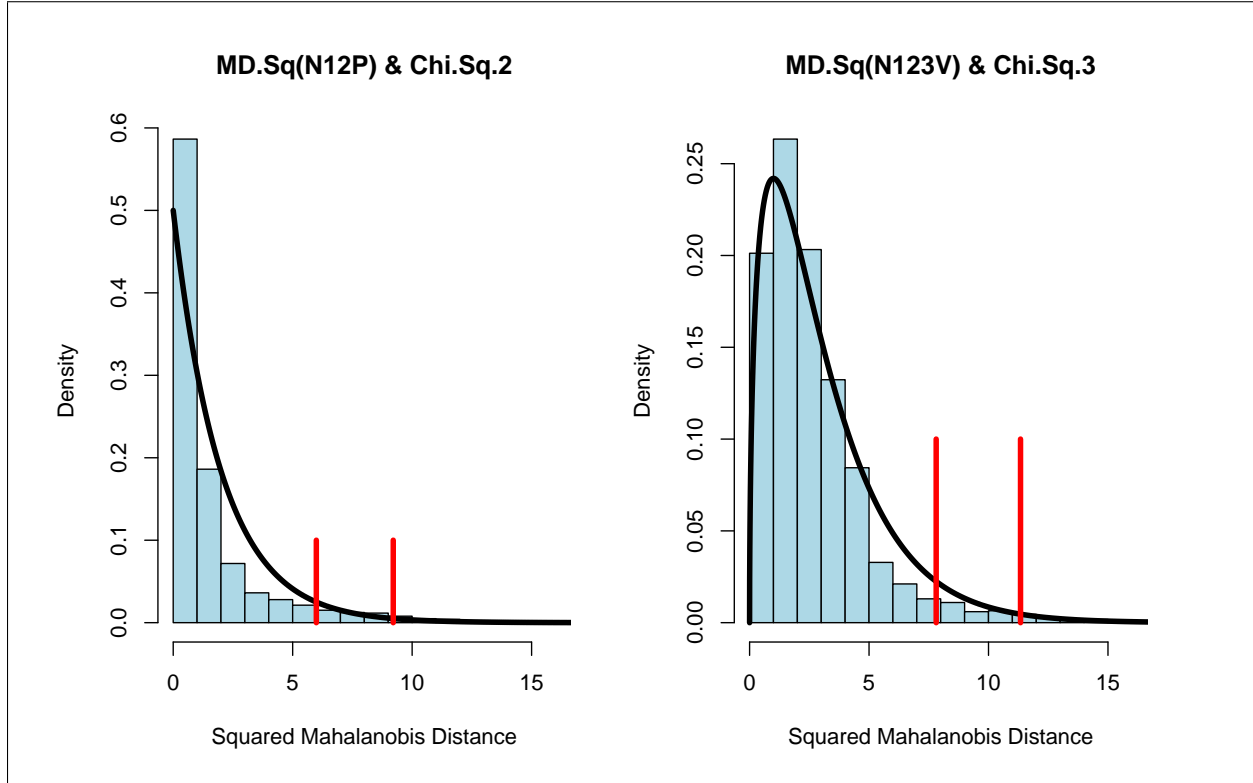 MD.Sq(N12P) & Chi.Sq.2
Density
0.6
0.5
0.4
0.3
0.2
0.1
0.0
0 5 10 15
Squared Mahalanobis Distance
MD.Sq(N123V) & Chi.Sq.3
Density
0.25
0.20
0.15
0.10
0.05
0.00
0 5 10 15
Squared Mahalanobis Distance